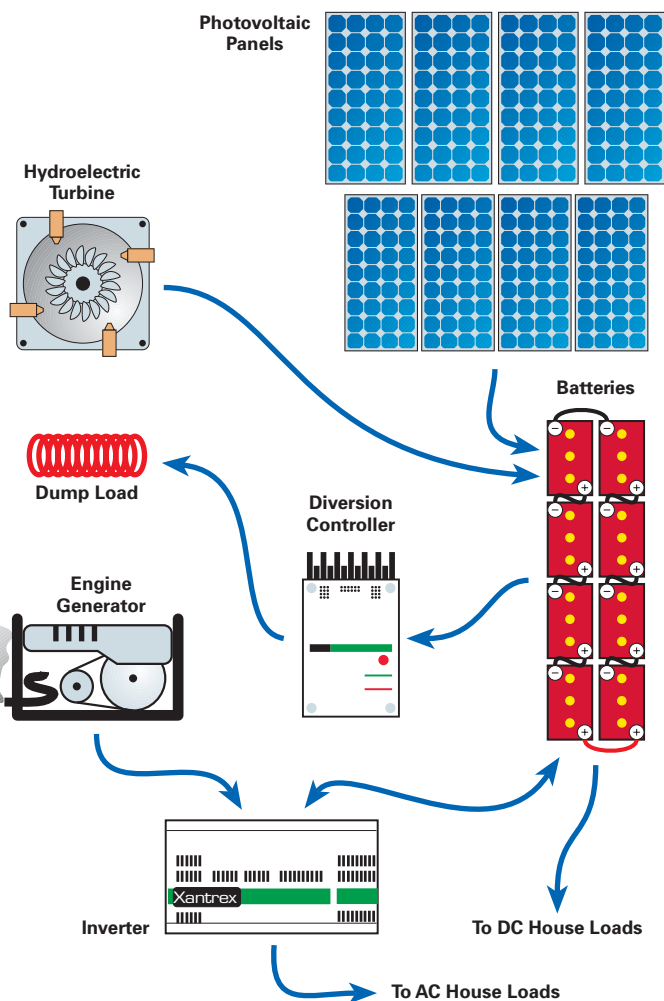 Photovoltaic
Panels
Hydroelectric
Turbine
Batteries
Dump Load
Diversion
Controller
Engine
Generator
Xantrex
Inverter
To DC House Loads
To AC House Loads